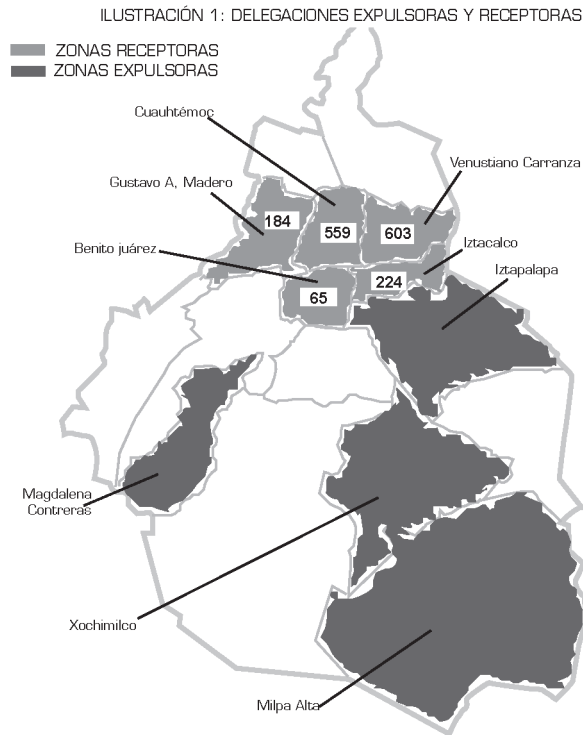 ILUSTRACIÓN 1: DELEGACIONES EXPULSORAS Y RECEPTORAS
ZONAS RECEPTORAS
ZONAS EXPULSORAS
Cuauhtémoc
Venustiano Carranza
Gustavo A, Madero
184
559
603
Iztacalco
Benito juárez
Iztapalapa
224
65
Magdalena
Contreras
Xochimilco
Milpa Alta